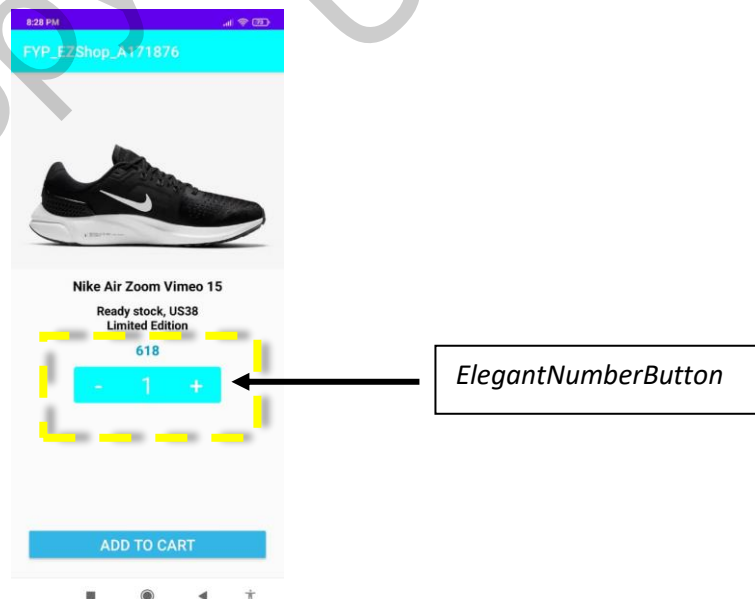 8:28 PM
79
FYP_EZShop_A171876
Nike Air Zoom Vimeo 15
Ready stock, US38
Limited Edition
618
- 1 +
ElegantNumberButton
ADD TO CART